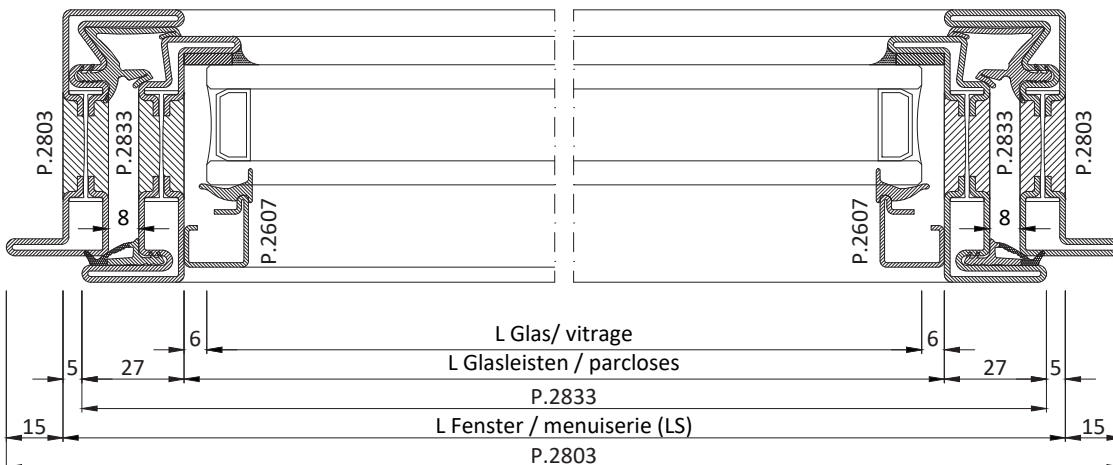 P.2803
P.2833
P.2833
P.2803
8
8
P.2607
P.2607
6
L Glas/ vitrage
6
5
27
L Glasleisten / parcloses
27
5
P.2833
15
L Fenster / menuiserie (LS)
15
P.2803